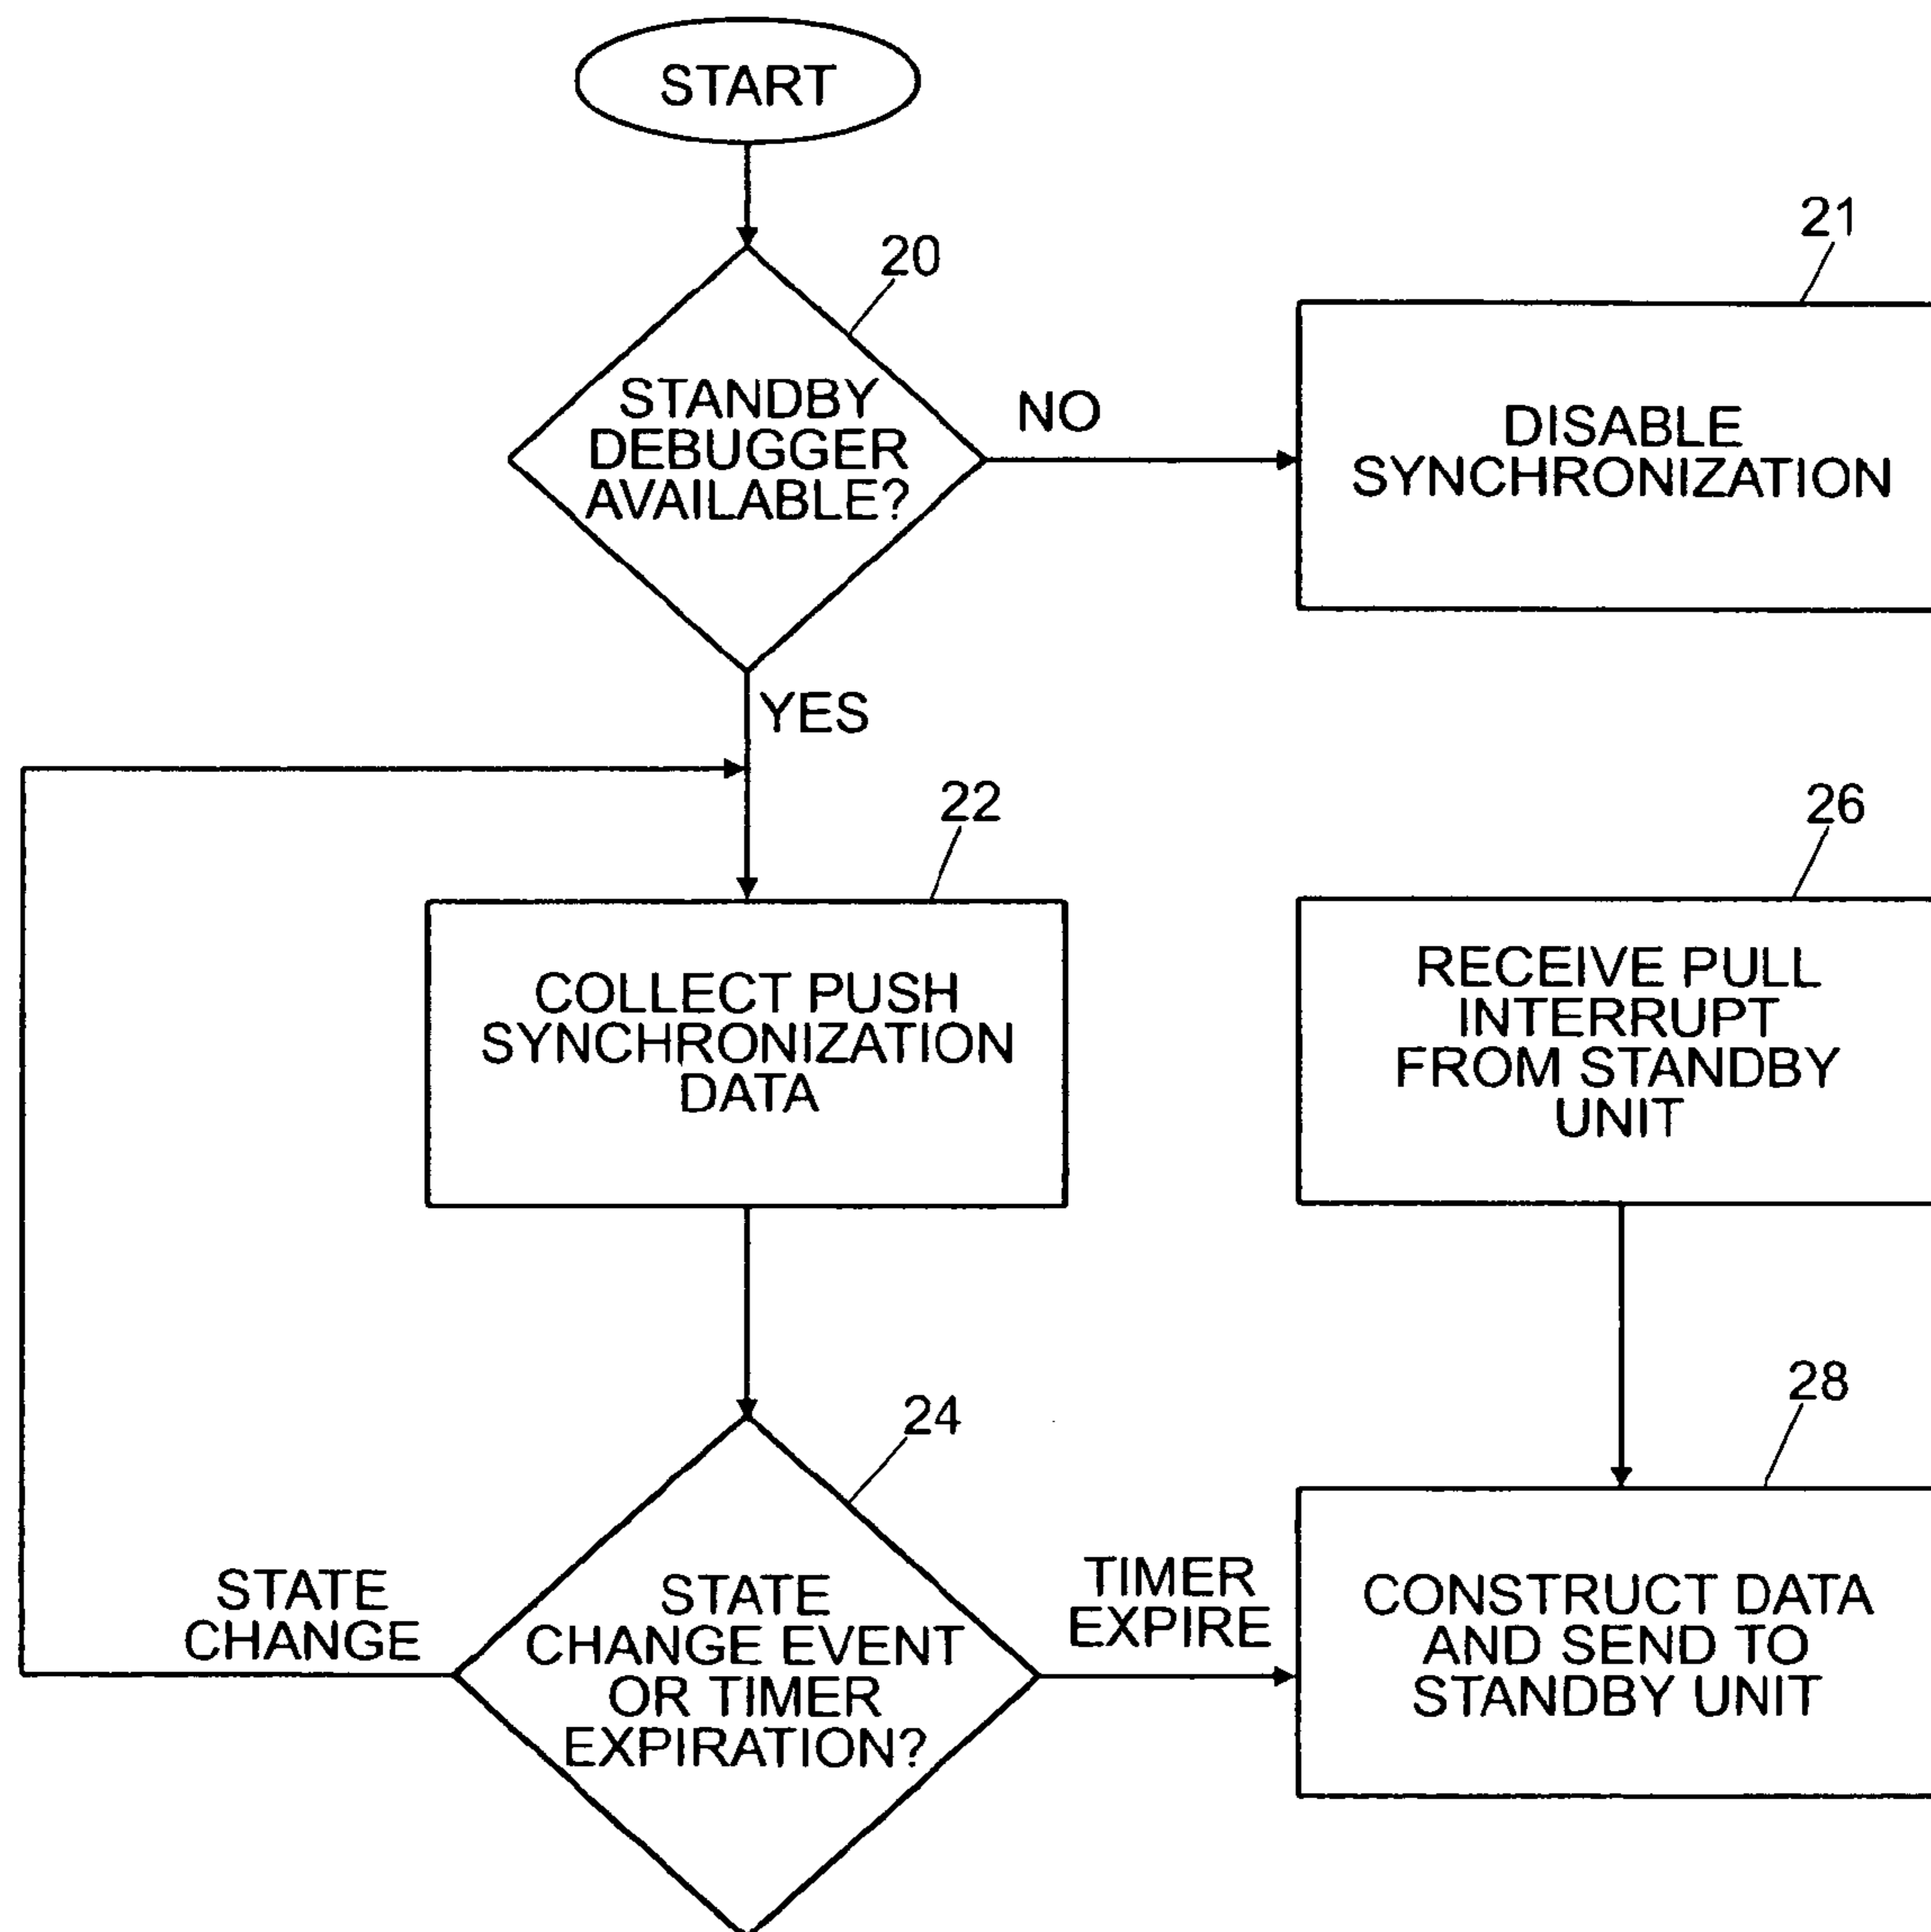 START
20
STANDBY
DEBUGGER
AVAILABLE?
NO
21
DISABLE
SYNCHRONIZATION
YES
22
COLLECT PUSH
SYNCHRONIZATION
DATA
26
RECEIVE PULL
INTERRUPT
FROM STANDBY
UNIT
24
STATE
CHANGE EVENT
OR TIMER
EXPIRATION?
STATE
CHANGE
TIMER
EXPIRE
28
CONSTRUCT DATA
AND SEND TO
STANDBY UNIT